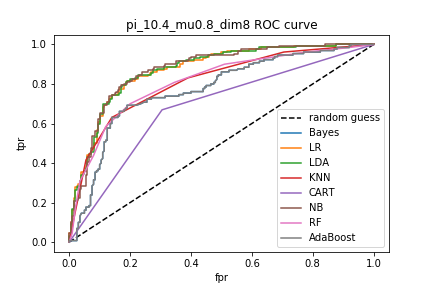 pi_10.4_mu0.8_dim8 ROC curve
1.0
0.8
0.6
0.4
0.2
0.0
tpr
0.0 0.2 0.4 0.6 0.8 1.0
fpr
random guess
Bayes
LR
LDA
KNN
CART
NB
RF
AdaBoost